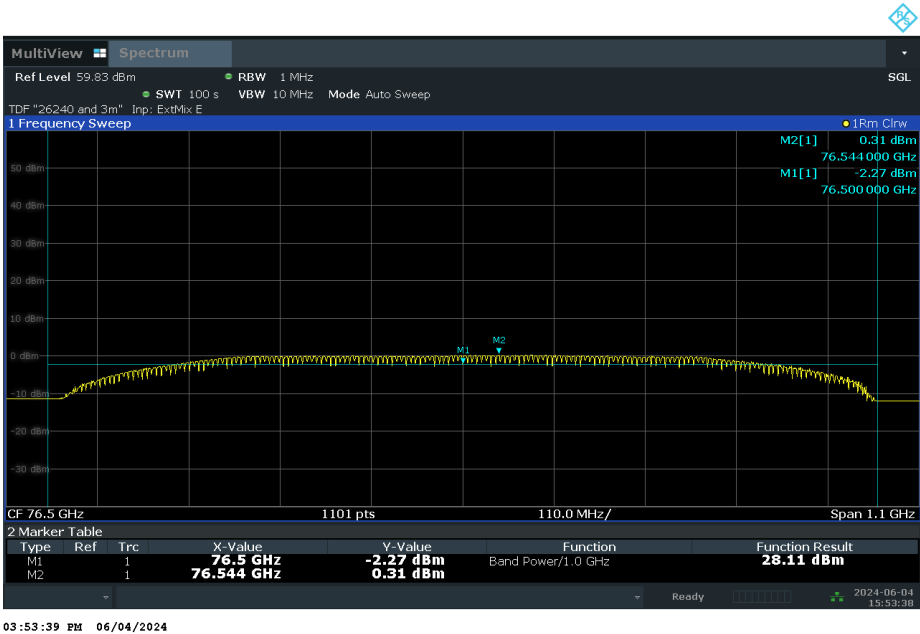 R S
MultiView Spectrum
Ref Level 59.83 dBm RBW 1 MHz SGL
SWT 100 s VBW 10 MHz Mode Auto Sweep
TDF "26240 and 3m" Inp: ExtMix E
1 Frequency Sweep 1Rm Clrw
M2[1] 0.31 dBm
76.544 000 GHz
M1[1] -2.27 dBm
76.500 000 GHz
50 dBm
40 dBm
30 dBm
20 dBm
10 dBm
M2
M1
0 dBm
-10 dBm
-20 dBm
-30 dBm
CF 76.5 GHz 1101 pts 110.0 MHz/ Span 1.1 GHz
2 Marker Table
Type Ref Trc X-Value Y-Value Function Function Result
M1 1 76.5 GHz -2.27 dBm Band Power/1.0 GHz 28.11 dBm
M2 1 76.544 GHz 0.31 dBm
Ready 2024-06-04
15:53:38
03:53:39 PM 06/04/2024